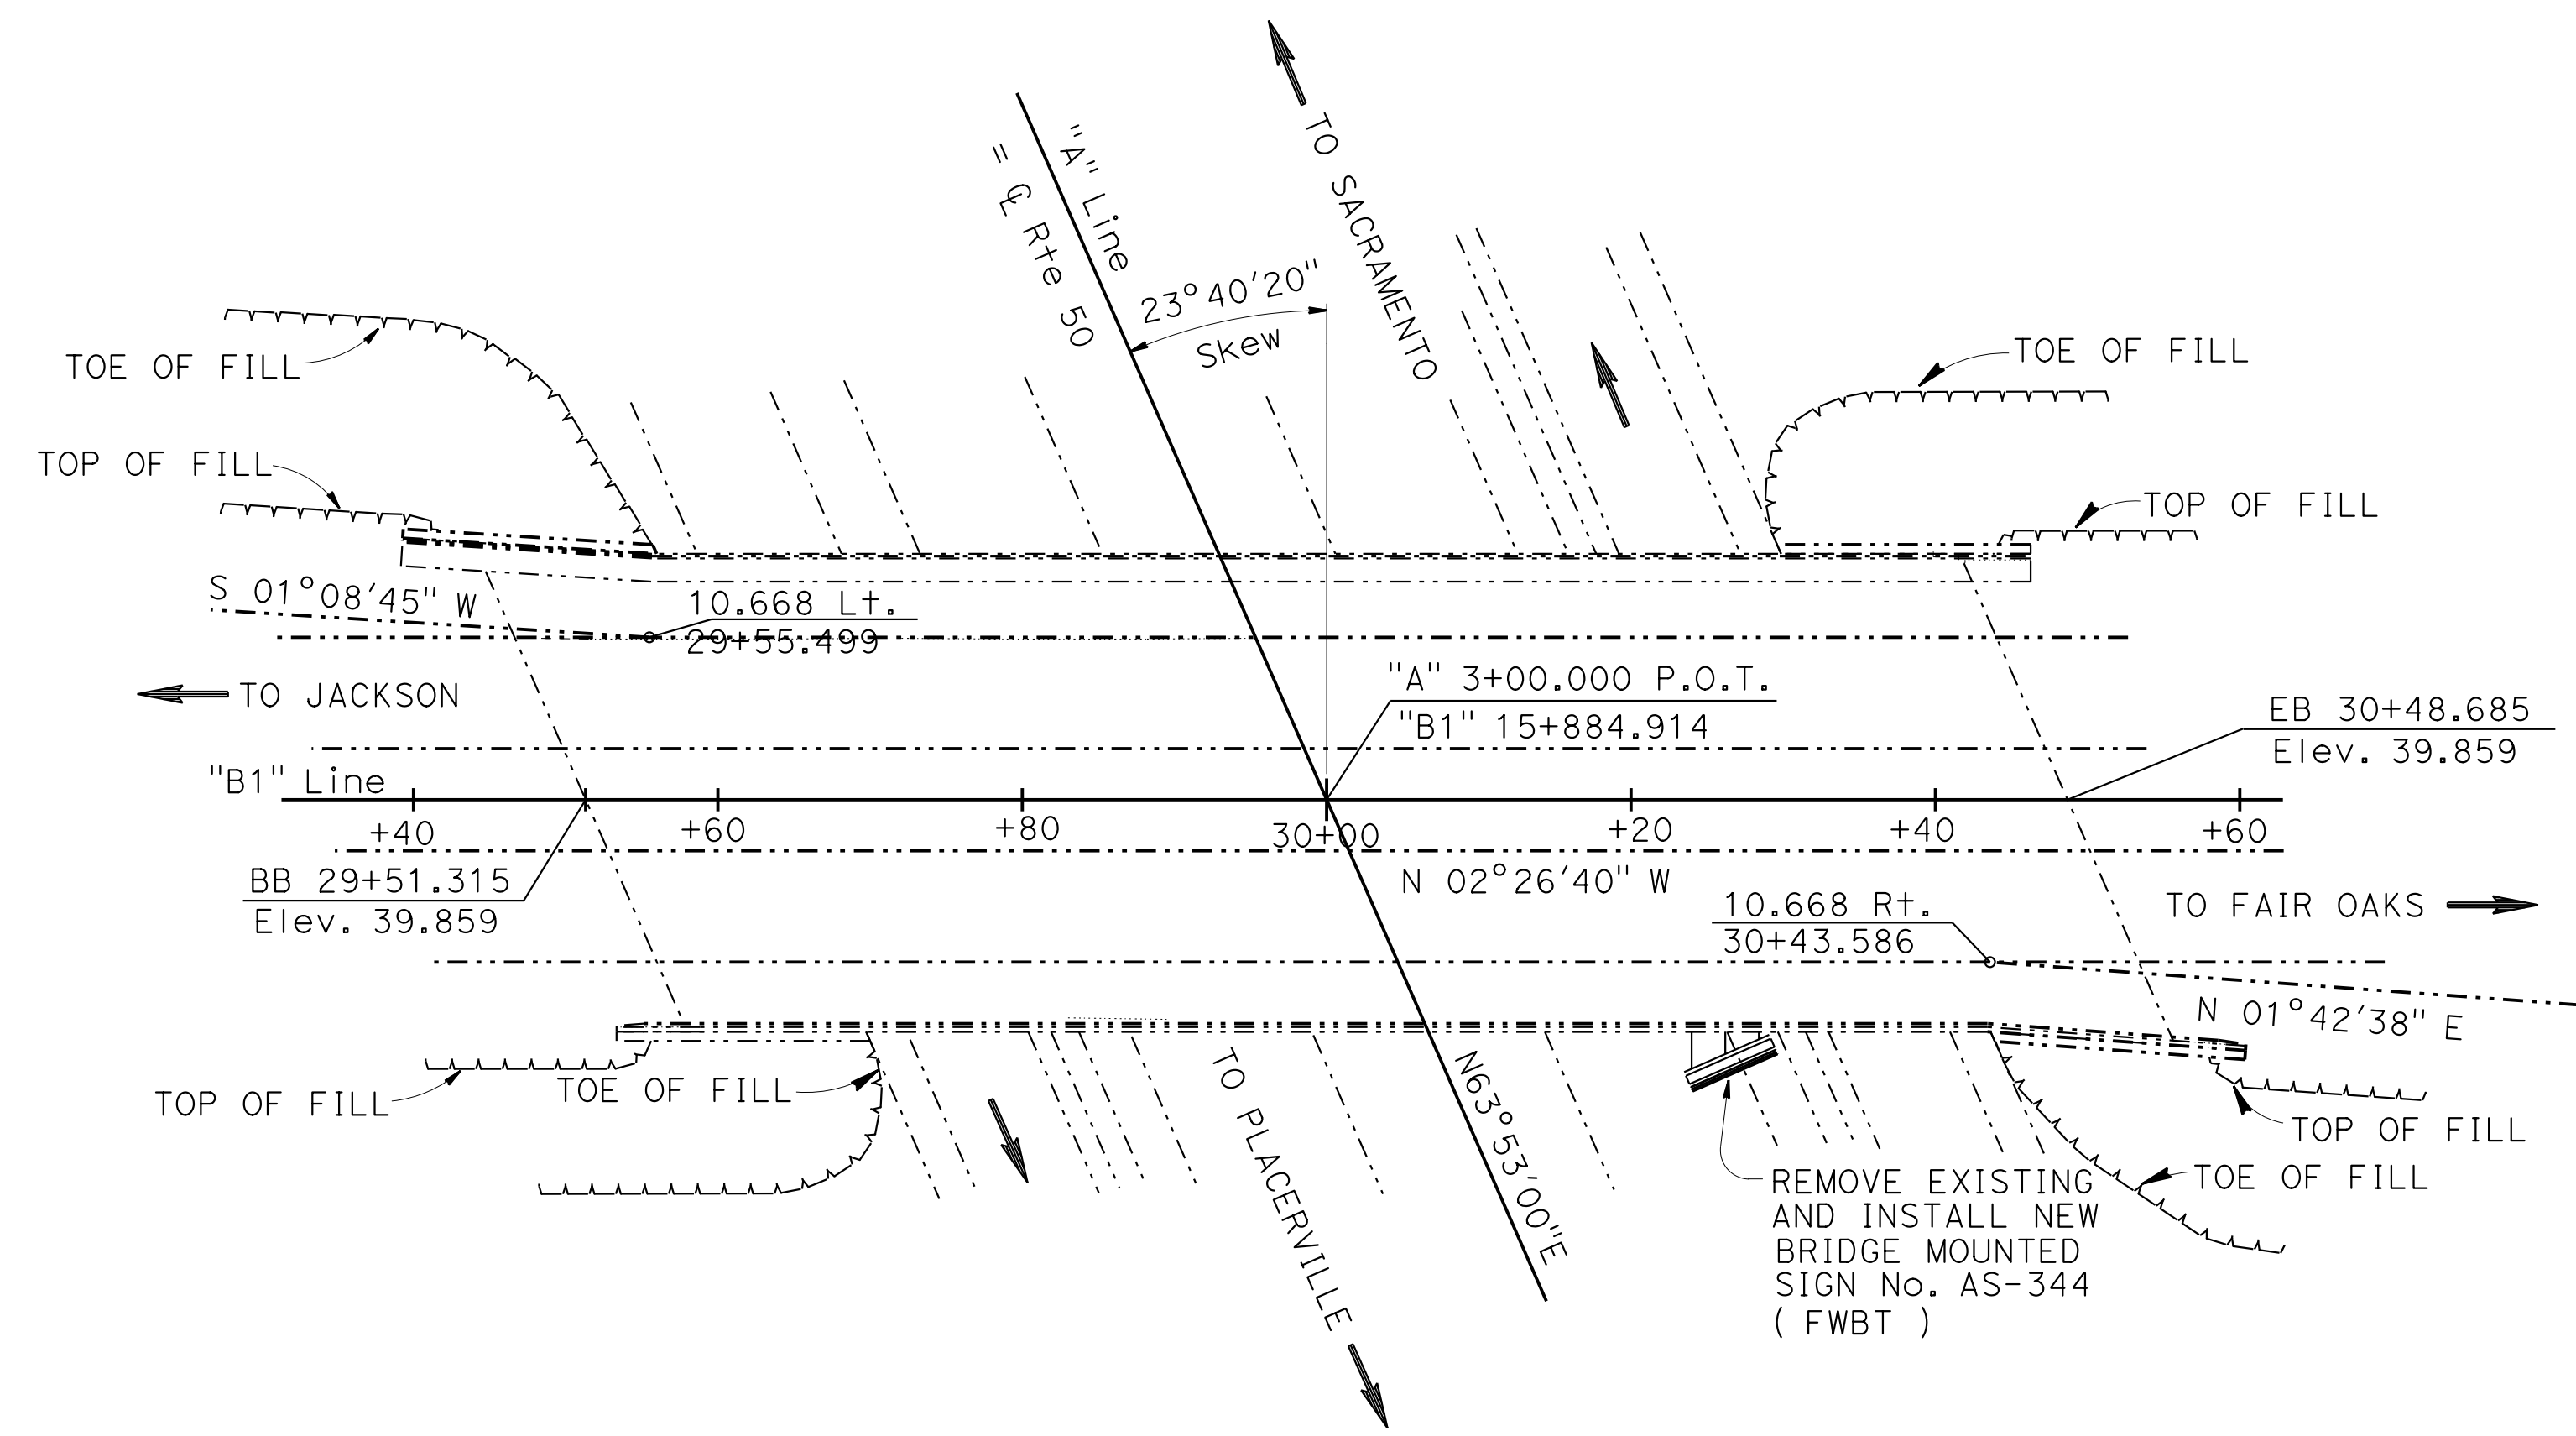 TO SACRAMENTO
"A" Line
= ℄ Rte 50
23°40'20"
Skew
TOE OF FILL
TOE OF FILL
TOP OF FILL
TOP OF FILL
S 01°08'45" W
10.668 Lt.
29+55.499
TO JACKSON
"A" 3+00.000 P.O.T.
"B1" 15+884.914
EB 30+48.685
Elev. 39.859
"B1" Line
+40
+60
+80
30+00
+20
+40
+60
BB 29+51.315
Elev. 39.859
N 02°26'40" W
10.668 Rt.
30+43.586
TO FAIR OAKS
N 01°42'38" E
TOP OF FILL
TOE OF FILL
TO PLACERVILLE
N63°53'00"E
TOP OF FILL
TOE OF FILL
REMOVE EXISTING
AND INSTALL NEW
BRIDGE MOUNTED
SIGN No. AS-344
( FWBT )